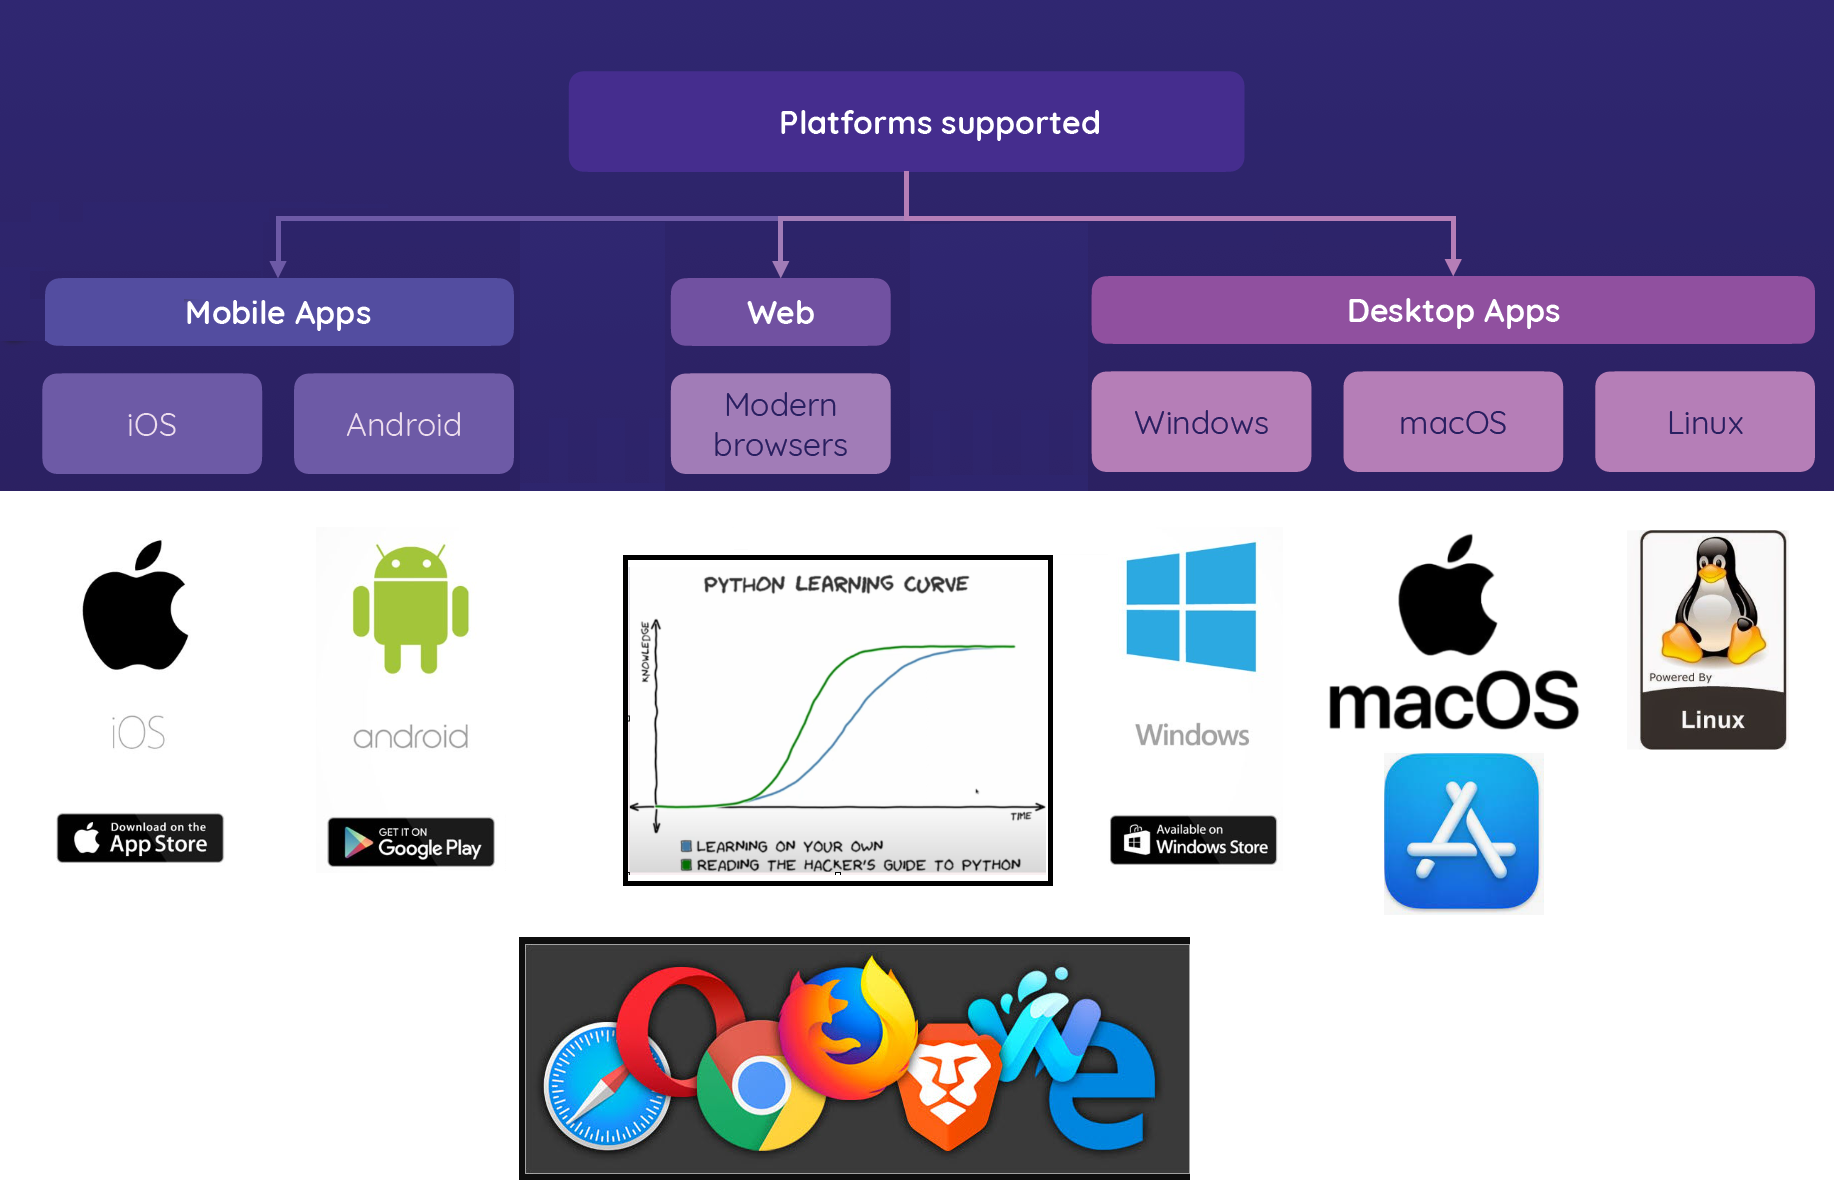 Platforms supported
Mobile Apps
Web
Desktop Apps
iOS
Android
Modern
browsers
Windows
macOS
Linux
iOS
Download on the
App Store
android
GET IT ON
Google Play
PYTHON LEARNING CURVE
KNOWLEDGE
TIME
LEARNING ON YOUR OWN
READING THE HACKER'S GUIDE TO PYTHON
Windows
Available on
Windows Store
macOS
Powered By
Linux